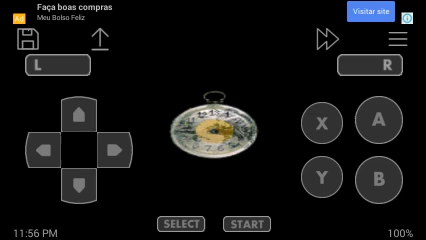 Faça boas compras
Meu Bolso Feliz
Ad
Visitar site
L
R
X
A
Y
B
SELECT
START
11:56 PM
100%